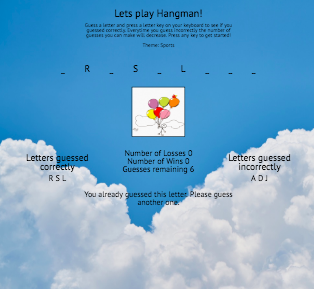 Lets play Hangman!
Guess a letter and press a letter key on your keyboard to see if you
guessed correctly. Everytime you guess incorrectly the number of
guesses you can make will decrease. Press any key to get started!
Theme: Sports
_ R _ S _ L _ _ _
Letters guessed
correctly
R S L
Number of Losses 0
Number of Wins 0
Guesses remaining 6
Letters guessed
incorrectly
A D J
You already guessed this letter. Please guess
another one.